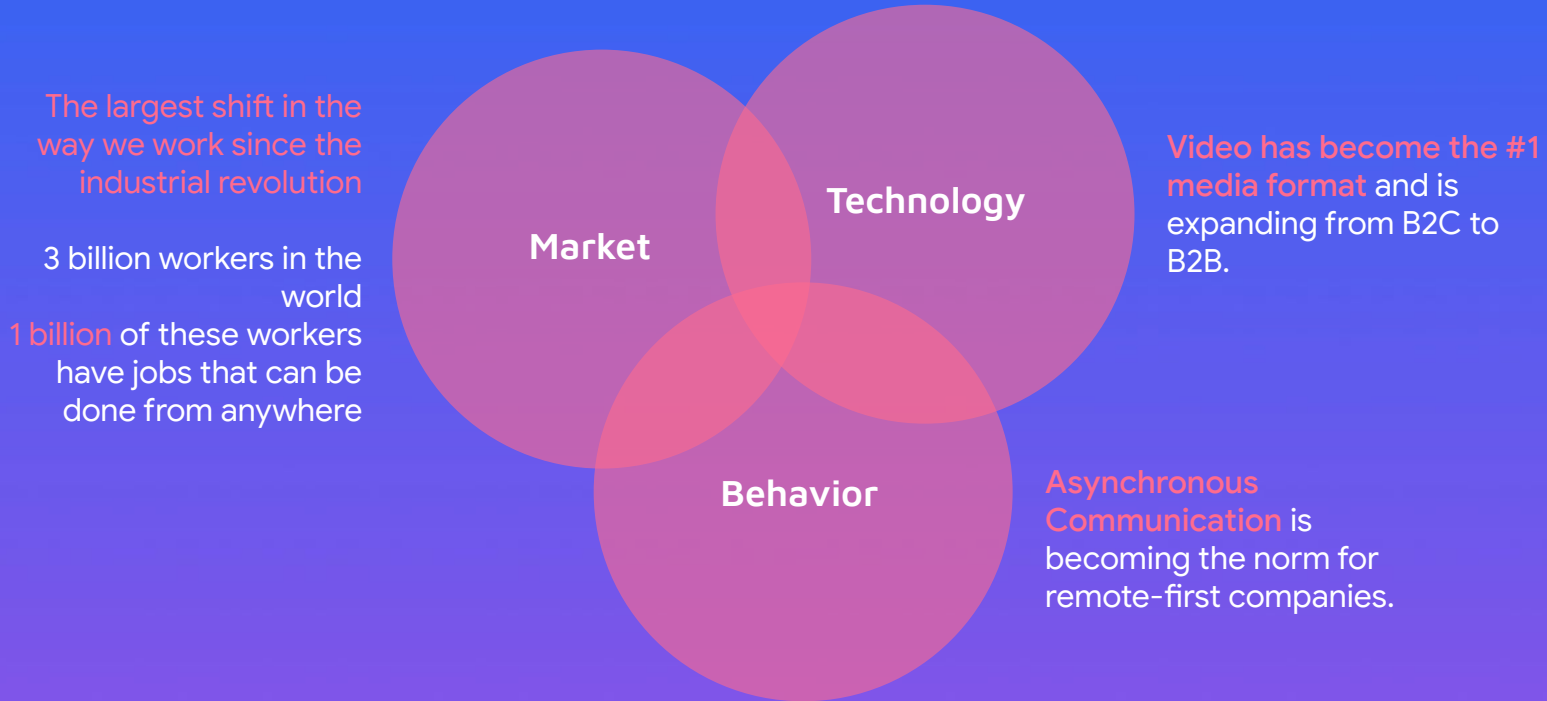 The largest shift in the
way we work since the
industrial revolution
3 billion workers in the
world
1 billion of these workers
have jobs that can be
done from anywhere
Market
Technology
Video has become the #1
media format and is
expanding from B2C to
B2B.
Behavior
Asynchronous
Communication is
becoming the norm for
remote-first companies.